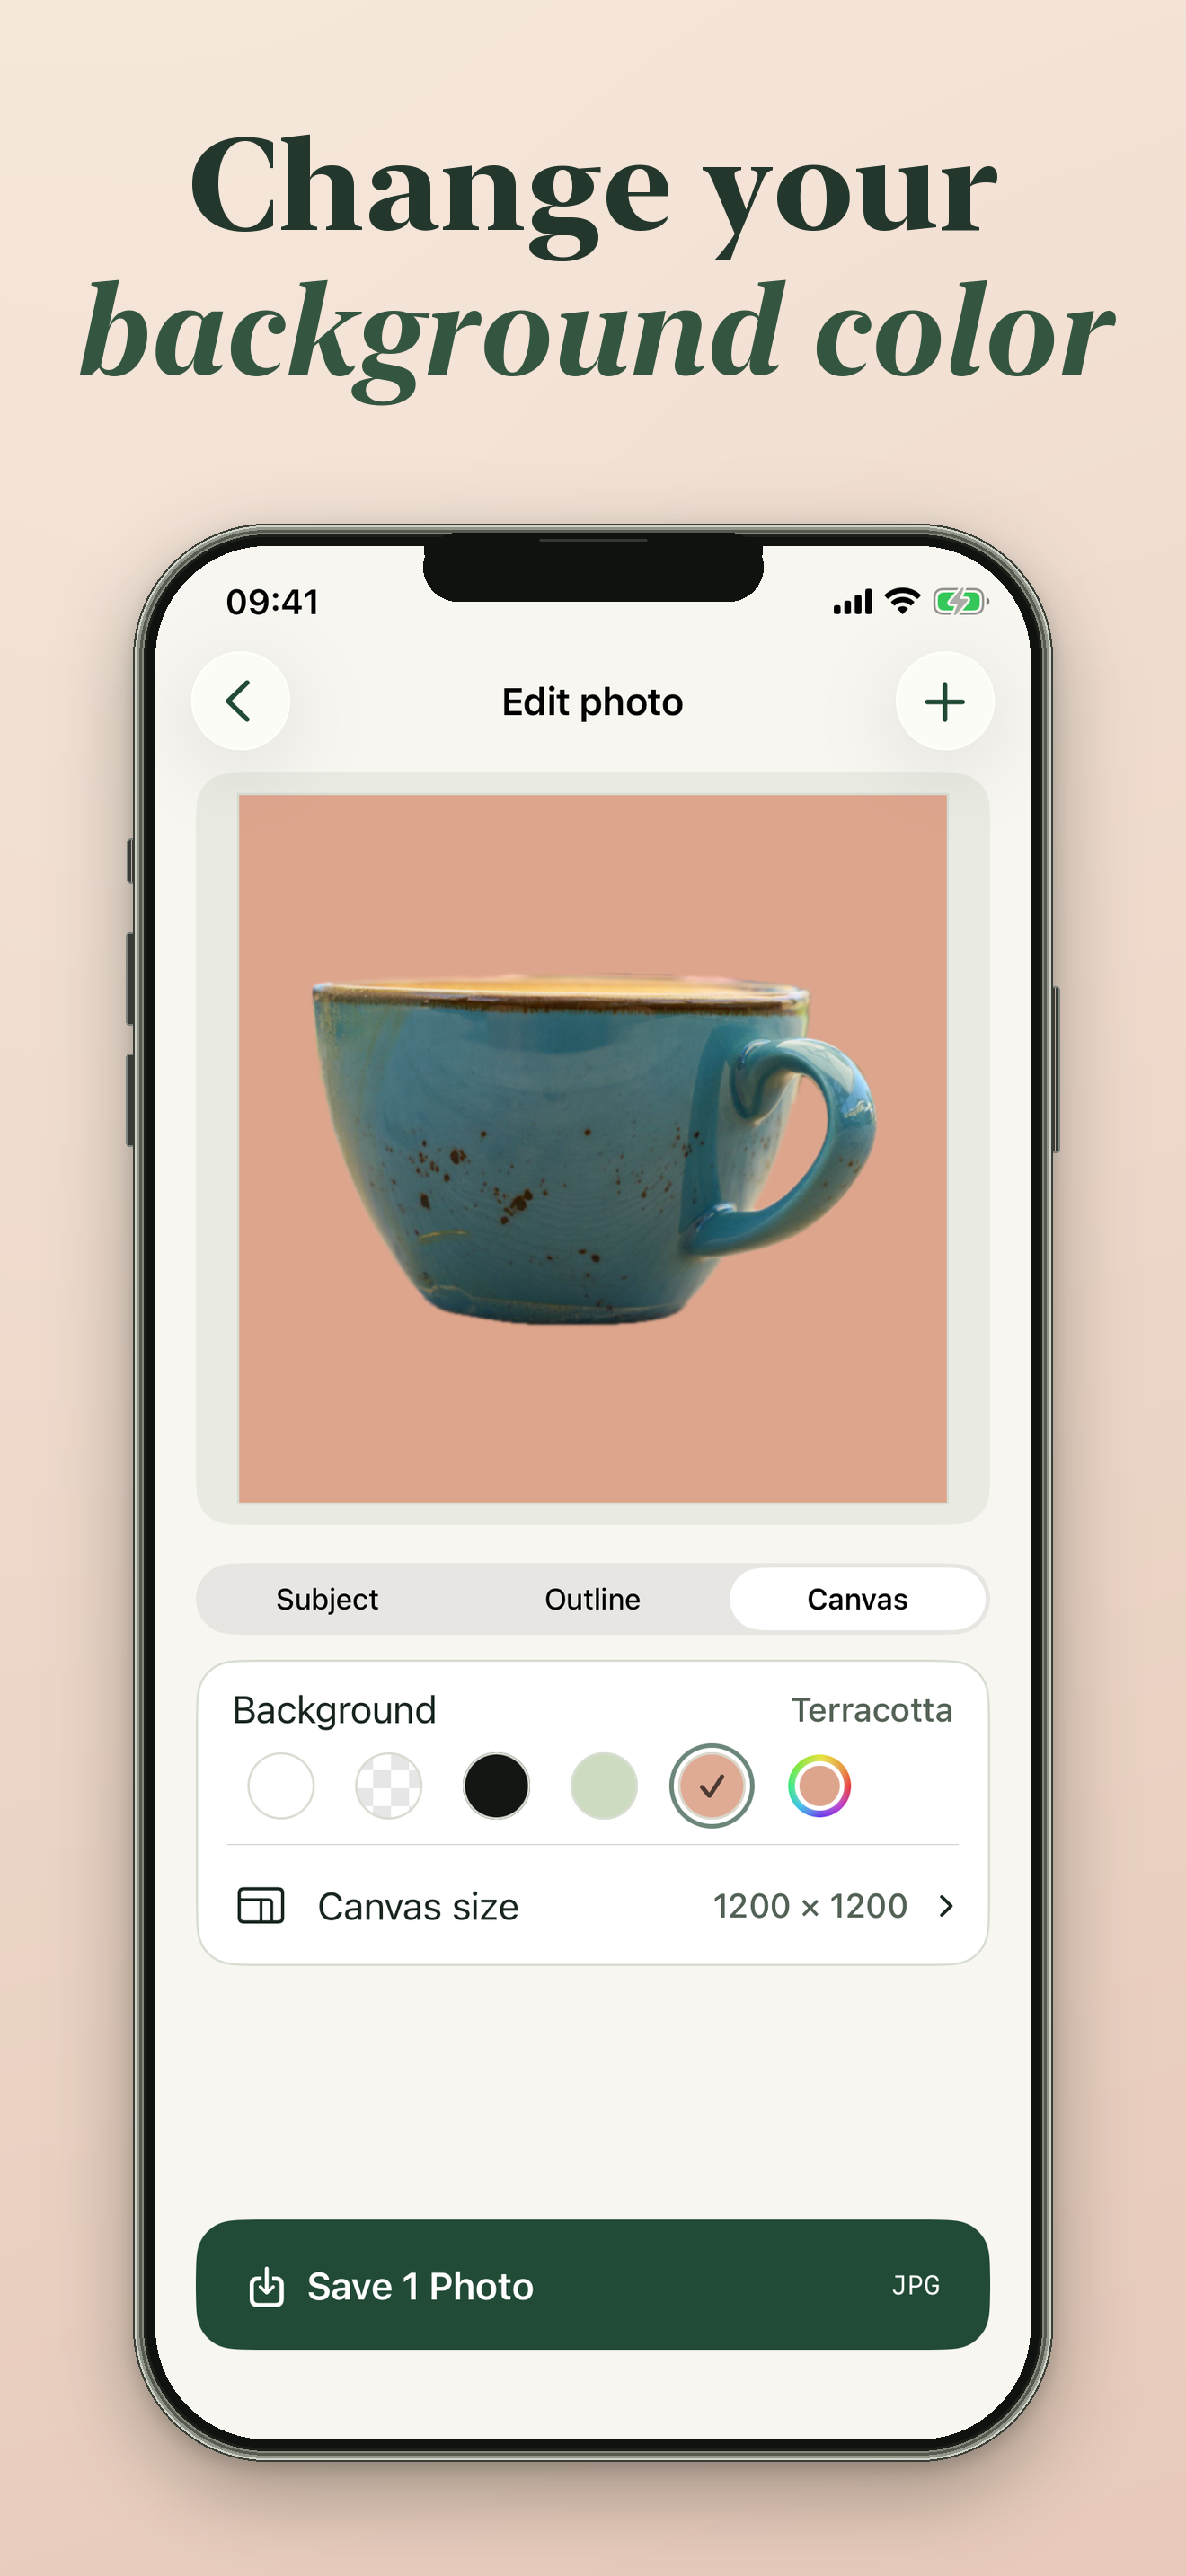 Change your
background color
09:41
Edit photo
Subject Outline Canvas
Background Terracotta
Canvas size 1200 × 1200
Save 1 Photo JPG